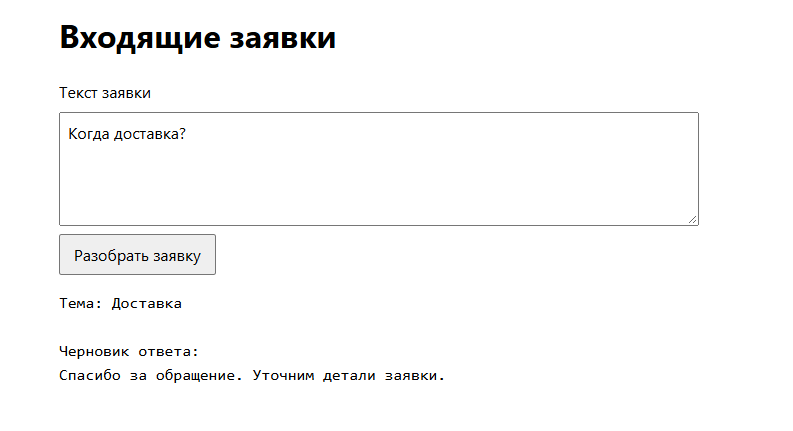 Входящие заявки
Текст заявки
Когда доставка?
Разобрать заявку
Тема: Доставка
Черновик ответа:
Спасибо за обращение. Уточним детали заявки.